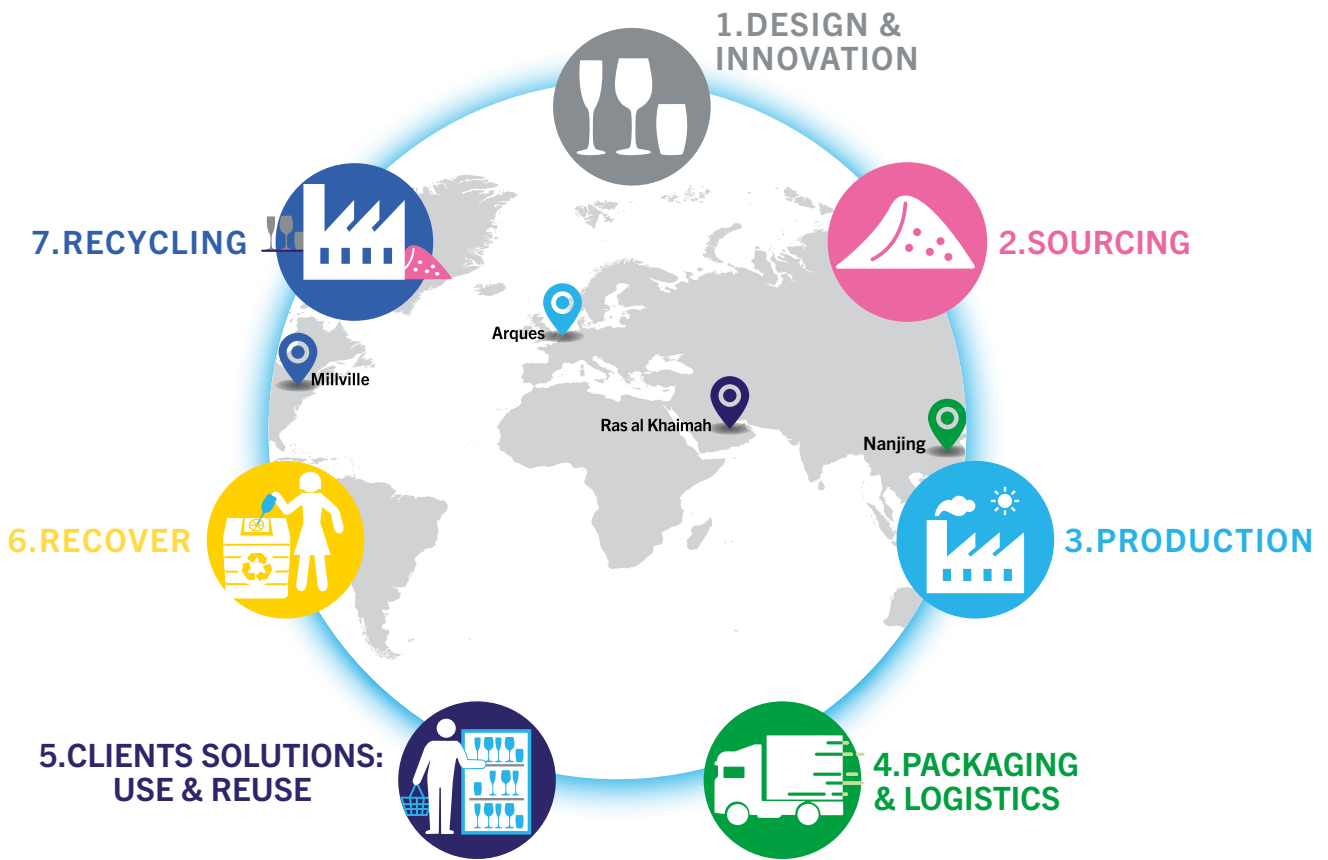 1.DESIGN &
INNOVATION
2.SOURCING
3.PRODUCTION
4.PACKAGING
& LOGISTICS
5.CLIENTS SOLUTIONS:
USE & REUSE
6.RECOVER
7.RECYCLING
Arques
Millville
Ras al Khaimah
Nanjing